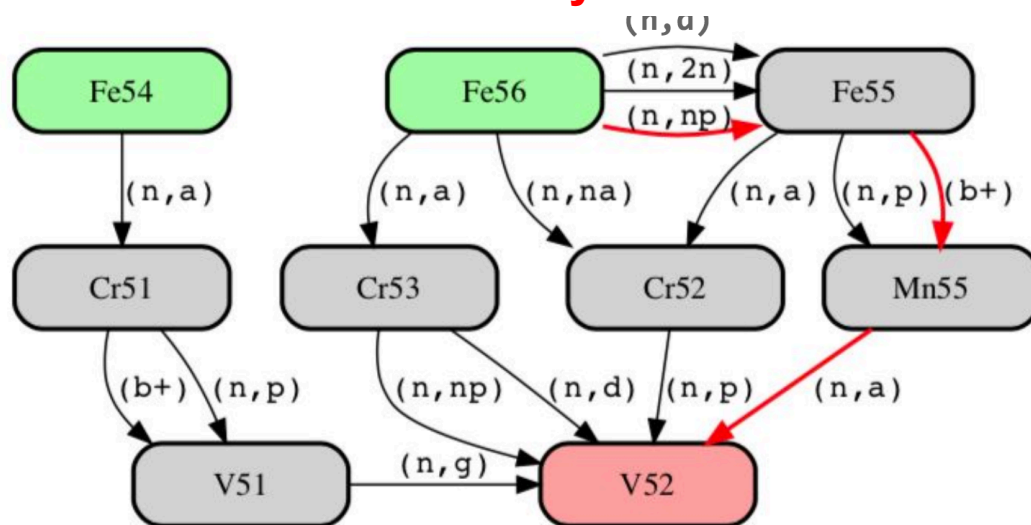 (n,d)
Fe54 Fe56 (n,2n) Fe55
(n,np)
(n,a) (n,a) (n,na) (n,a) (n,p) (b+)
Cr51 Cr53 Cr52 Mn55
(b+) (n,p) (n,np) (n,d) (n,p) (n,a)
(n,g)
V51 V52